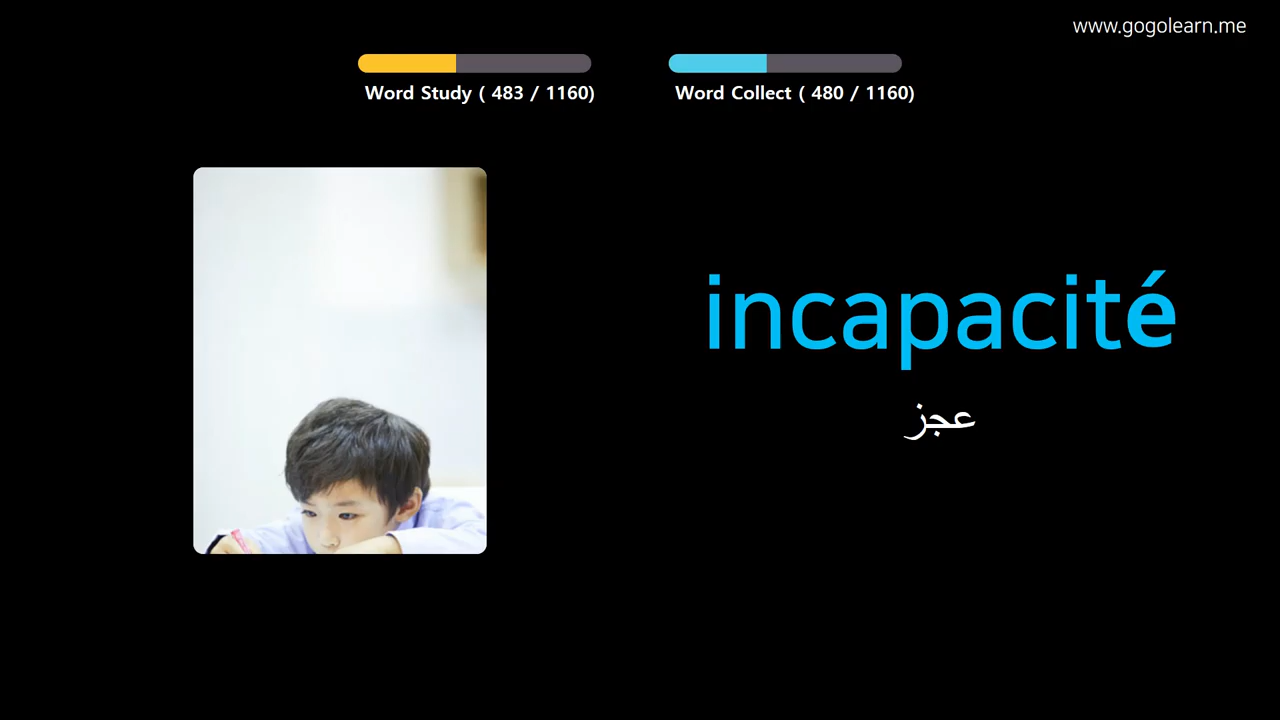 www.gogolearn.me
Word Study ( 483 / 1160)
Word Collect ( 480 / 1160)
incapacité
عجز